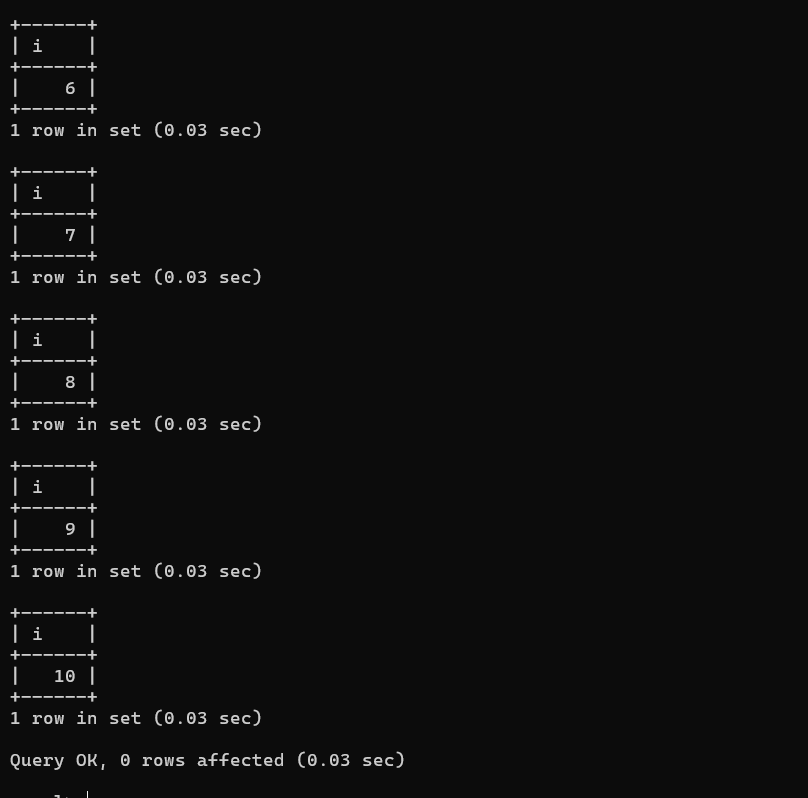 +------+
| i    |
+------+
|    6 |
+------+
1 row in set (0.03 sec)

+------+
| i    |
+------+
|    7 |
+------+
1 row in set (0.03 sec)

+------+
| i    |
+------+
|    8 |
+------+
1 row in set (0.03 sec)

+------+
| i    |
+------+
|    9 |
+------+
1 row in set (0.03 sec)

+------+
| i    |
+------+
|   10 |
+------+
1 row in set (0.03 sec)

Query OK, 0 rows affected (0.03 sec)